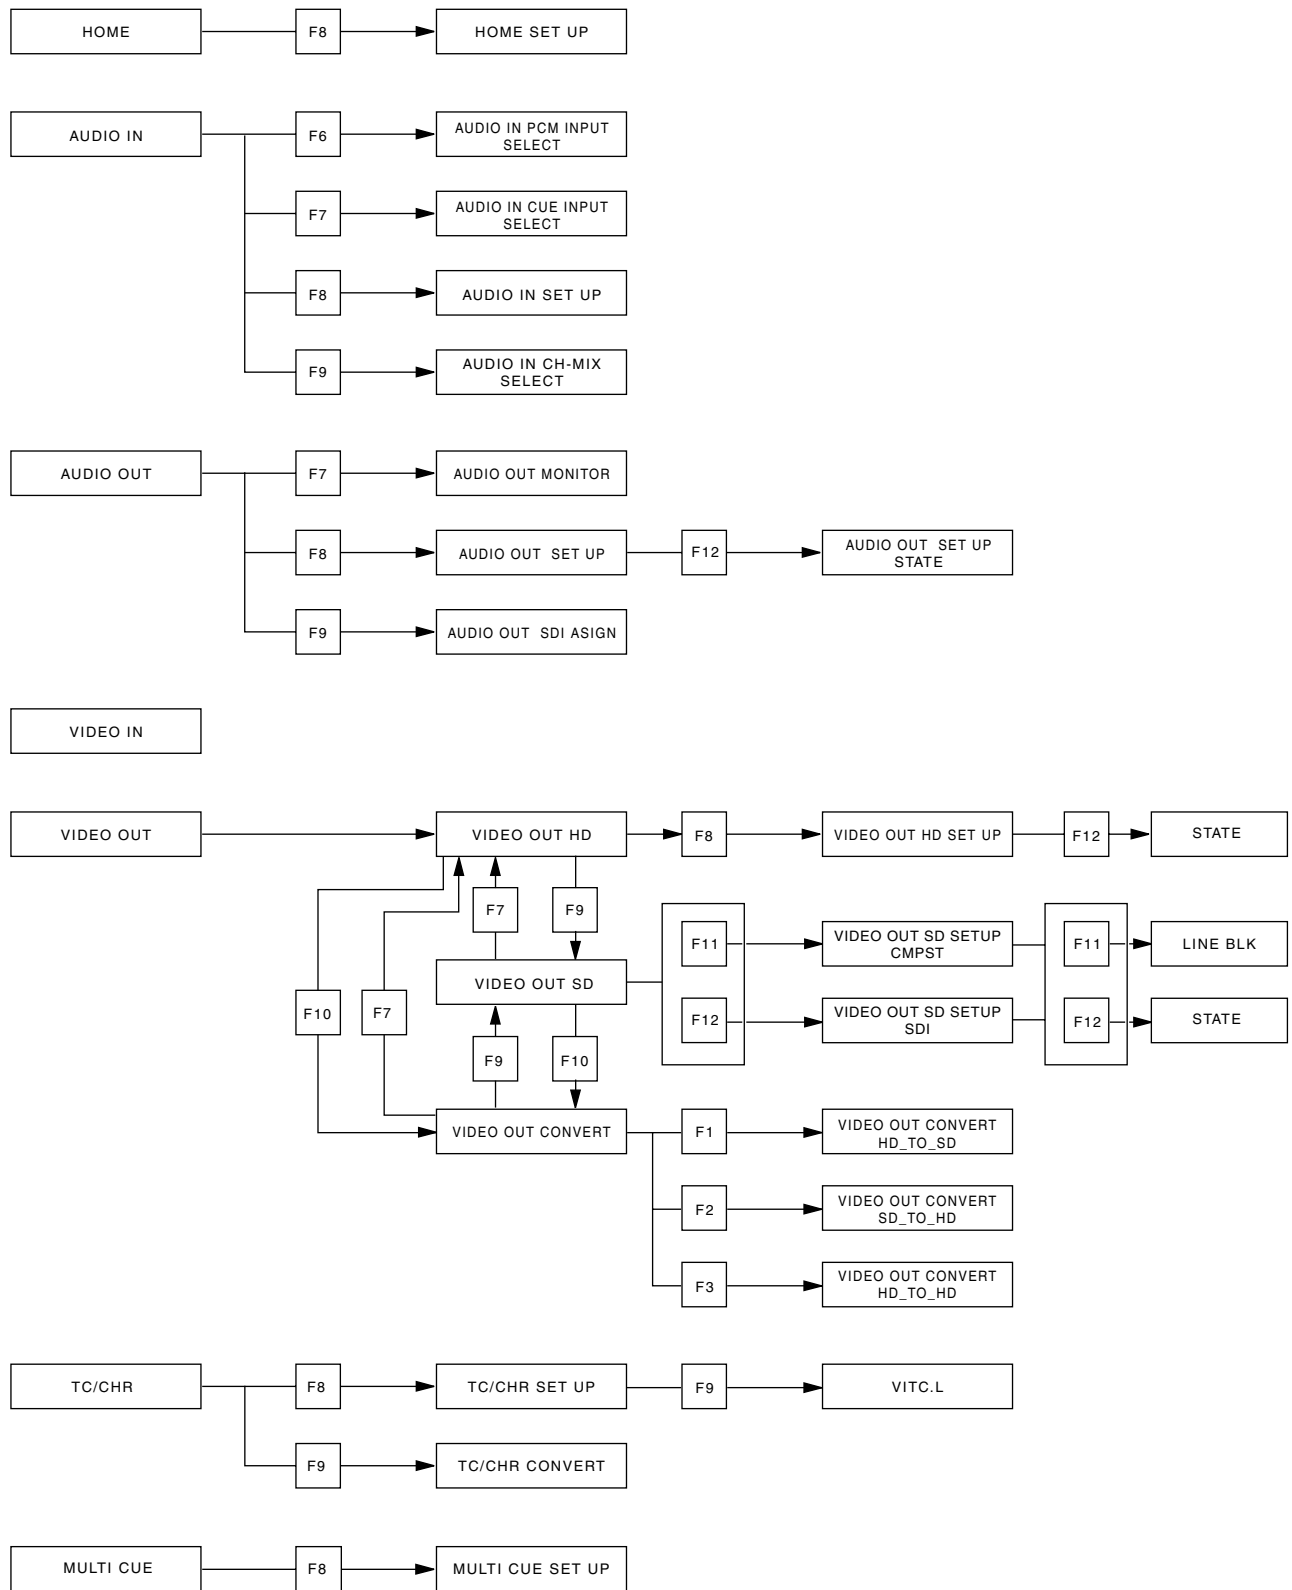 HOME
F8
HOME SET UP
AUDIO IN
F6
AUDIO IN PCM INPUT
SELECT
F7
AUDIO IN CUE INPUT
SELECT
F8
AUDIO IN SET UP
F9
AUDIO IN CH-MIX
SELECT
AUDIO OUT
F7
AUDIO OUT MONITOR
F8
AUDIO OUT SET UP
F12
AUDIO OUT SET UP
STATE
F9
AUDIO OUT SDI ASIGN
VIDEO IN
VIDEO OUT
VIDEO OUT HD
F8
VIDEO OUT HD SET UP
F12
STATE
F7
F9
F11
VIDEO OUT SD SETUP
CMPST
F11
LINE BLK
VIDEO OUT SD
F10
F7
F12
VIDEO OUT SD SETUP
SDI
F12
STATE
F9
F10
VIDEO OUT CONVERT
F1
VIDEO OUT CONVERT
HD_TO_SD
F2
VIDEO OUT CONVERT
SD_TO_HD
F3
VIDEO OUT CONVERT
HD_TO_HD
TC/CHR
F8
TC/CHR SET UP
F9
VITC.L
F9
TC/CHR CONVERT
MULTI CUE
F8
MULTI CUE SET UP